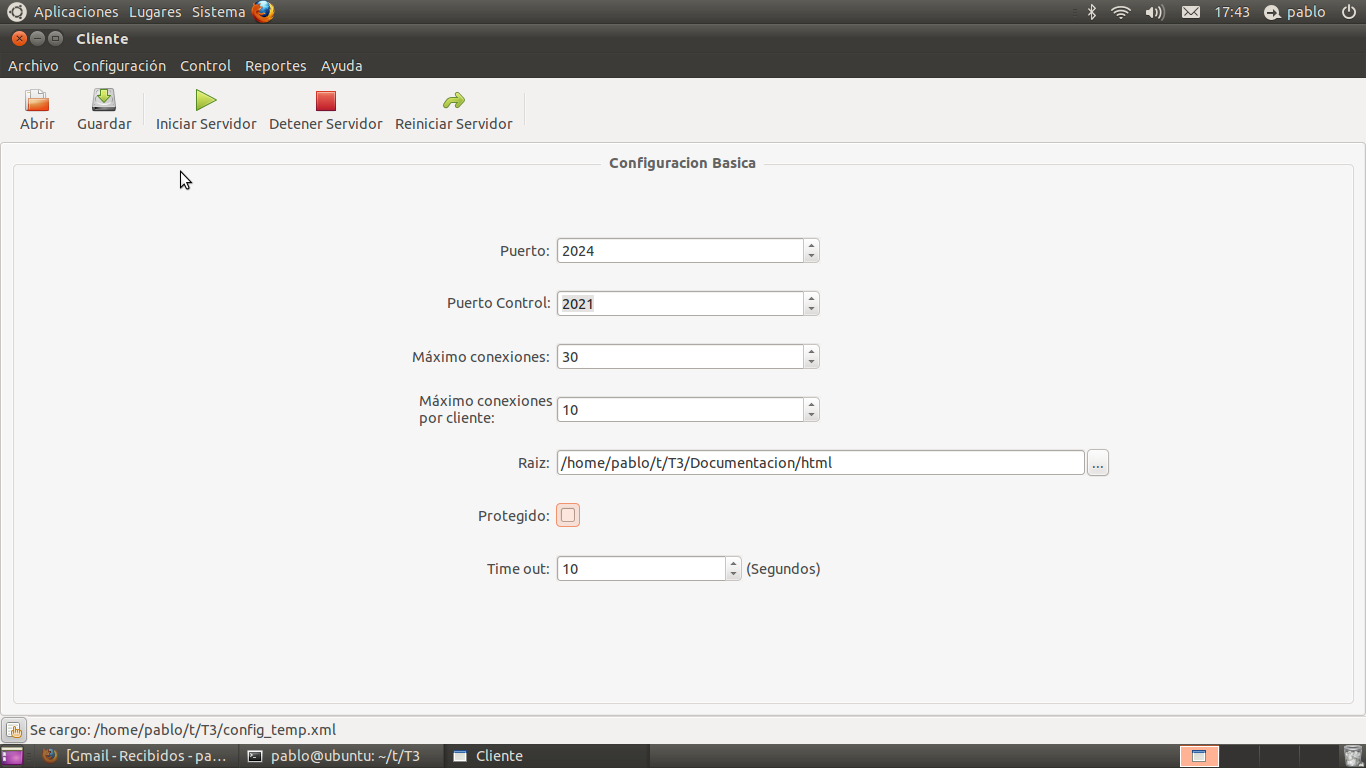 Aplicaciones Lugares Sistema 17:43 pablo
Cliente
Archivo Configuración Control Reportes Ayuda
Abrir Guardar Iniciar Servidor Detener Servidor Reiniciar Servidor
Configuracion Basica
Puerto: 2024
Puerto Control: 2021
Máximo conexiones: 30
Máximo conexiones
por cliente: 10
Raiz: /home/pablo/t/T3/Documentacion/html ...
Protegido:
Time out: 10 (Segundos)
Se cargo: /home/pablo/t/T3/config_temp.xml
[Gmail - Recibidos - pa... pablo@ubuntu: ~/t/T3 Cliente